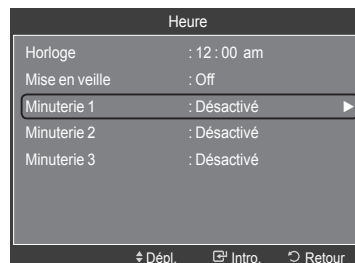 Heure
Horloge : 12 : 00 am
Mise en veille : Off
Minuterie 1 : Désactivé ►
Minuterie 2 : Désactivé
Minuterie 3 : Désactivé
Dépl. Intro. Retour